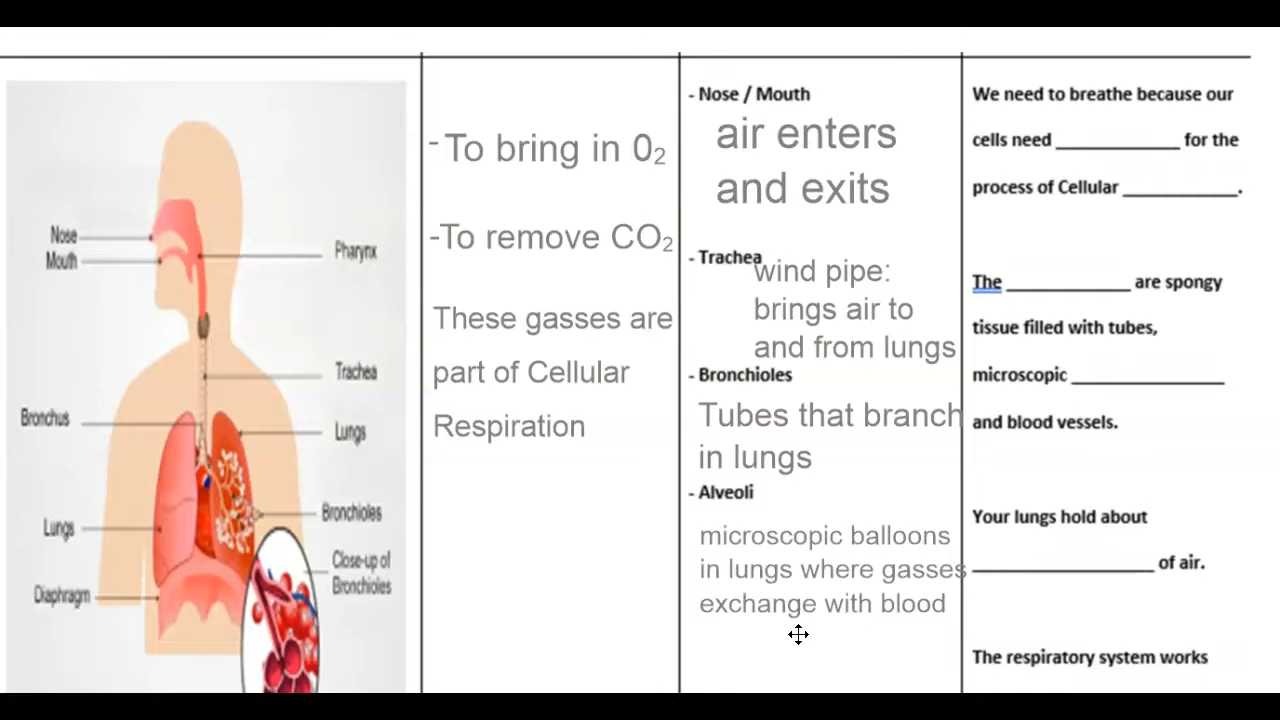 Nose
Mouth
Pharynx
Trachea
Bronchus
Lungs
Bronchioles
Lungs
Close-up of
Bronchioles
Diaphragm
-To bring in 0₂
-To remove CO₂
These gasses are
part of Cellular
Respiration
- Nose / Mouth
air enters
and exits
- Trachea
wind pipe:
brings air to
and from lungs
- Bronchioles
Tubes that branch
in lungs
- Alveoli
microscopic balloons
in lungs where gasses
exchange with blood
We need to breathe because our
cells need ____________ for the
process of Cellular ___________.
The ____________ are spongy
tissue filled with tubes,
microscopic _______________
and blood vessels.
Your lungs hold about
__________________ of air.
The respiratory system works